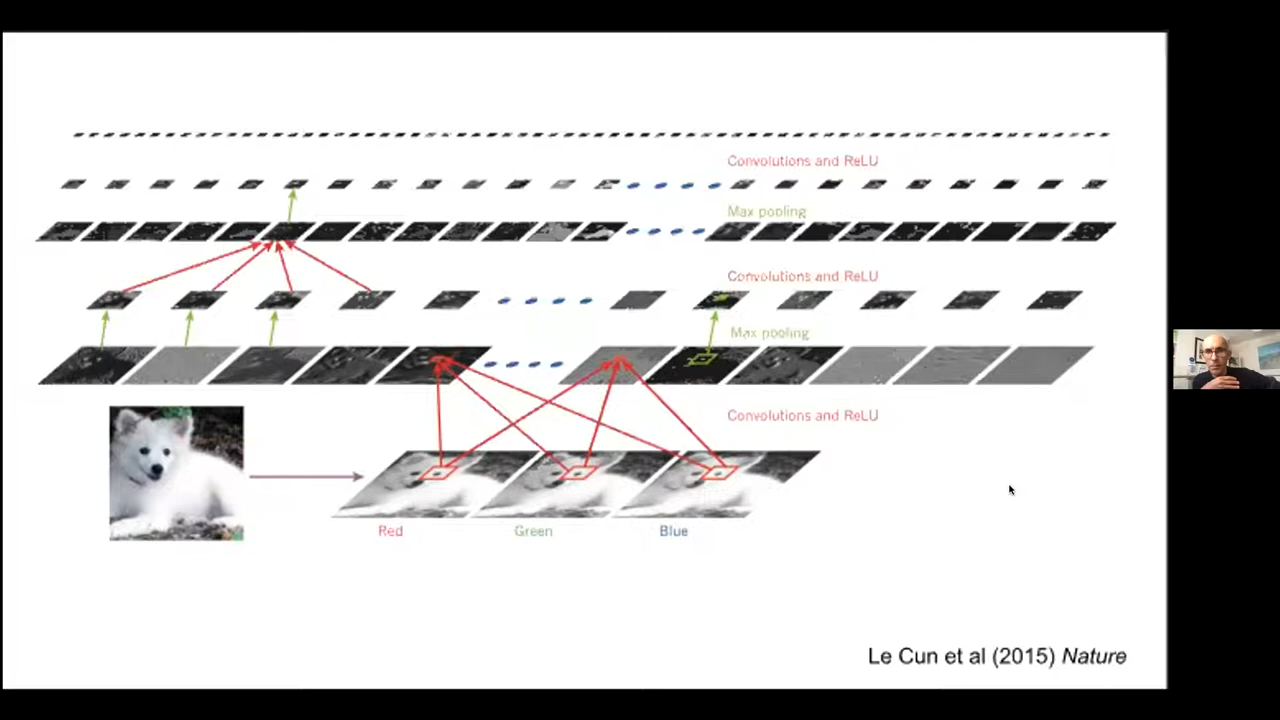 Convolutions and ReLU
Max pooling
Convolutions and ReLU
Max pooling
Convolutions and ReLU
Red
Green
Blue
Le Cun et al (2015) Nature